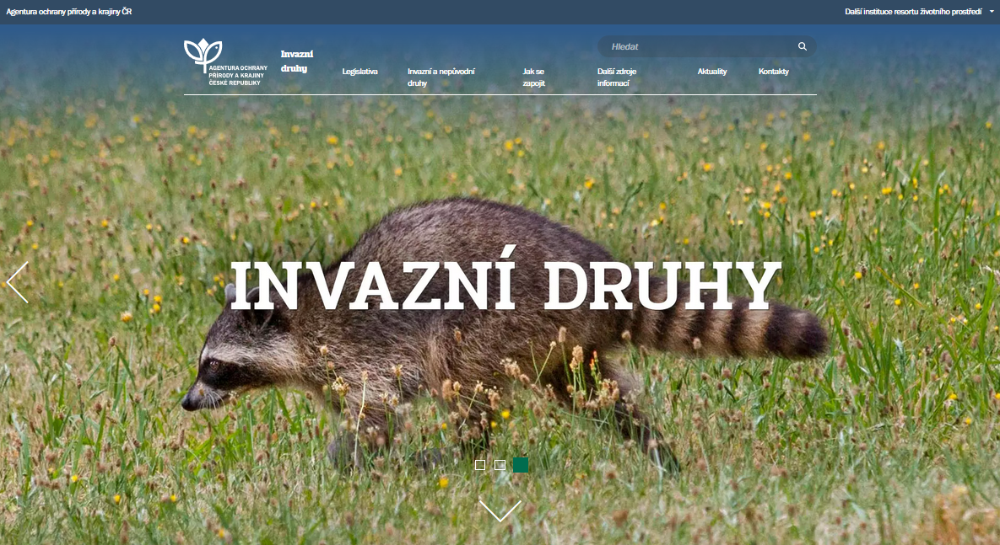 Agentura ochrany přírody a krajiny ČR
Další instituce resortu životního prostředí
AGENTURA OCHRANY
PŘÍRODY A KRAJINY
ČESKÉ REPUBLIKY
Invazní
druhy
Hledat
Legislativa
Invazní a nepůvodní
druhy
Jak se
zapojit
Další zdroje
informací
Aktuality
Kontakty
INVAZNÍ DRUHY